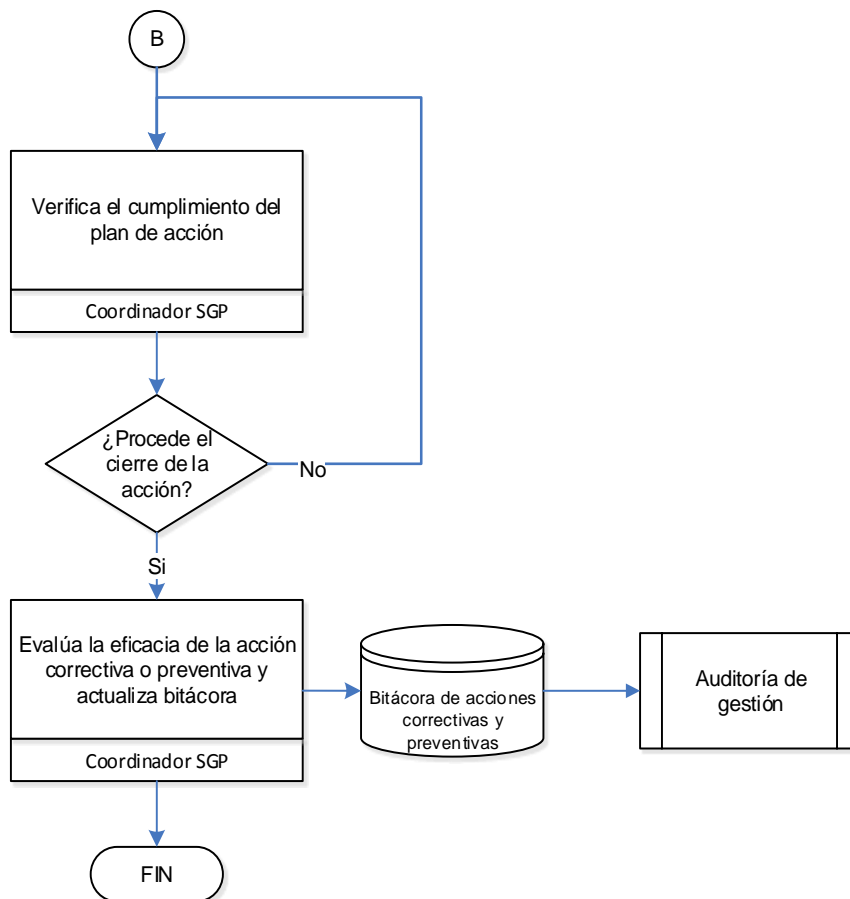 B
Verifica el cumplimiento del
plan de acción
Coordinador SGP
¿Procede el
cierre de la
acción?
No
Si
Evalúa la eficacia de la acción
correctiva o preventiva y
actualiza bitácora
Coordinador SGP
Bitácora de acciones
correctivas y
preventivas
Auditoría de
gestión
FIN